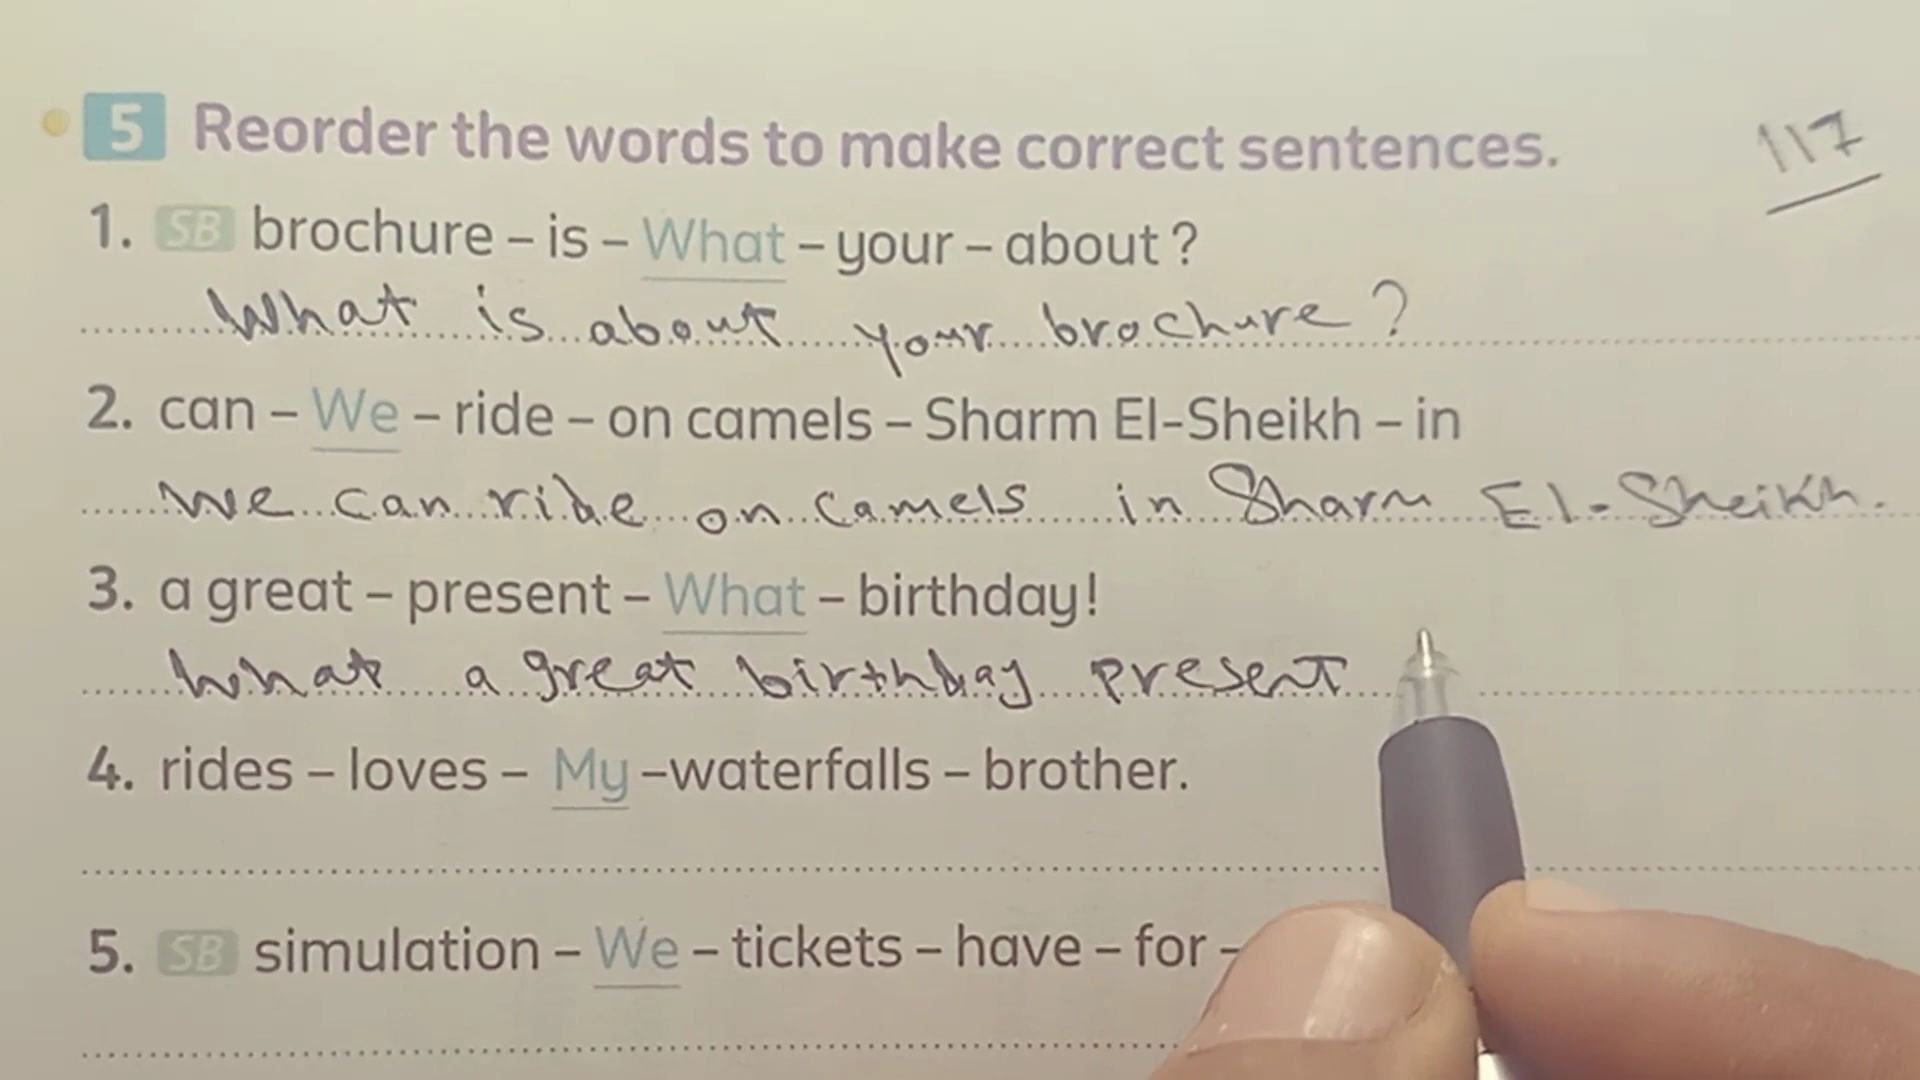 5 Reorder the words to make correct sentences.
117
1. SB brochure – is – What – your – about ?
What is about your brochure ?
2. can – We – ride – on camels – Sharm El-Sheikh – in
We can ride on camels in Sharm El-Sheikh.
3. a great – present – What – birthday!
What a great birthday present
4. rides – loves – My –waterfalls – brother.
5. SB simulation – We – tickets – have – for –